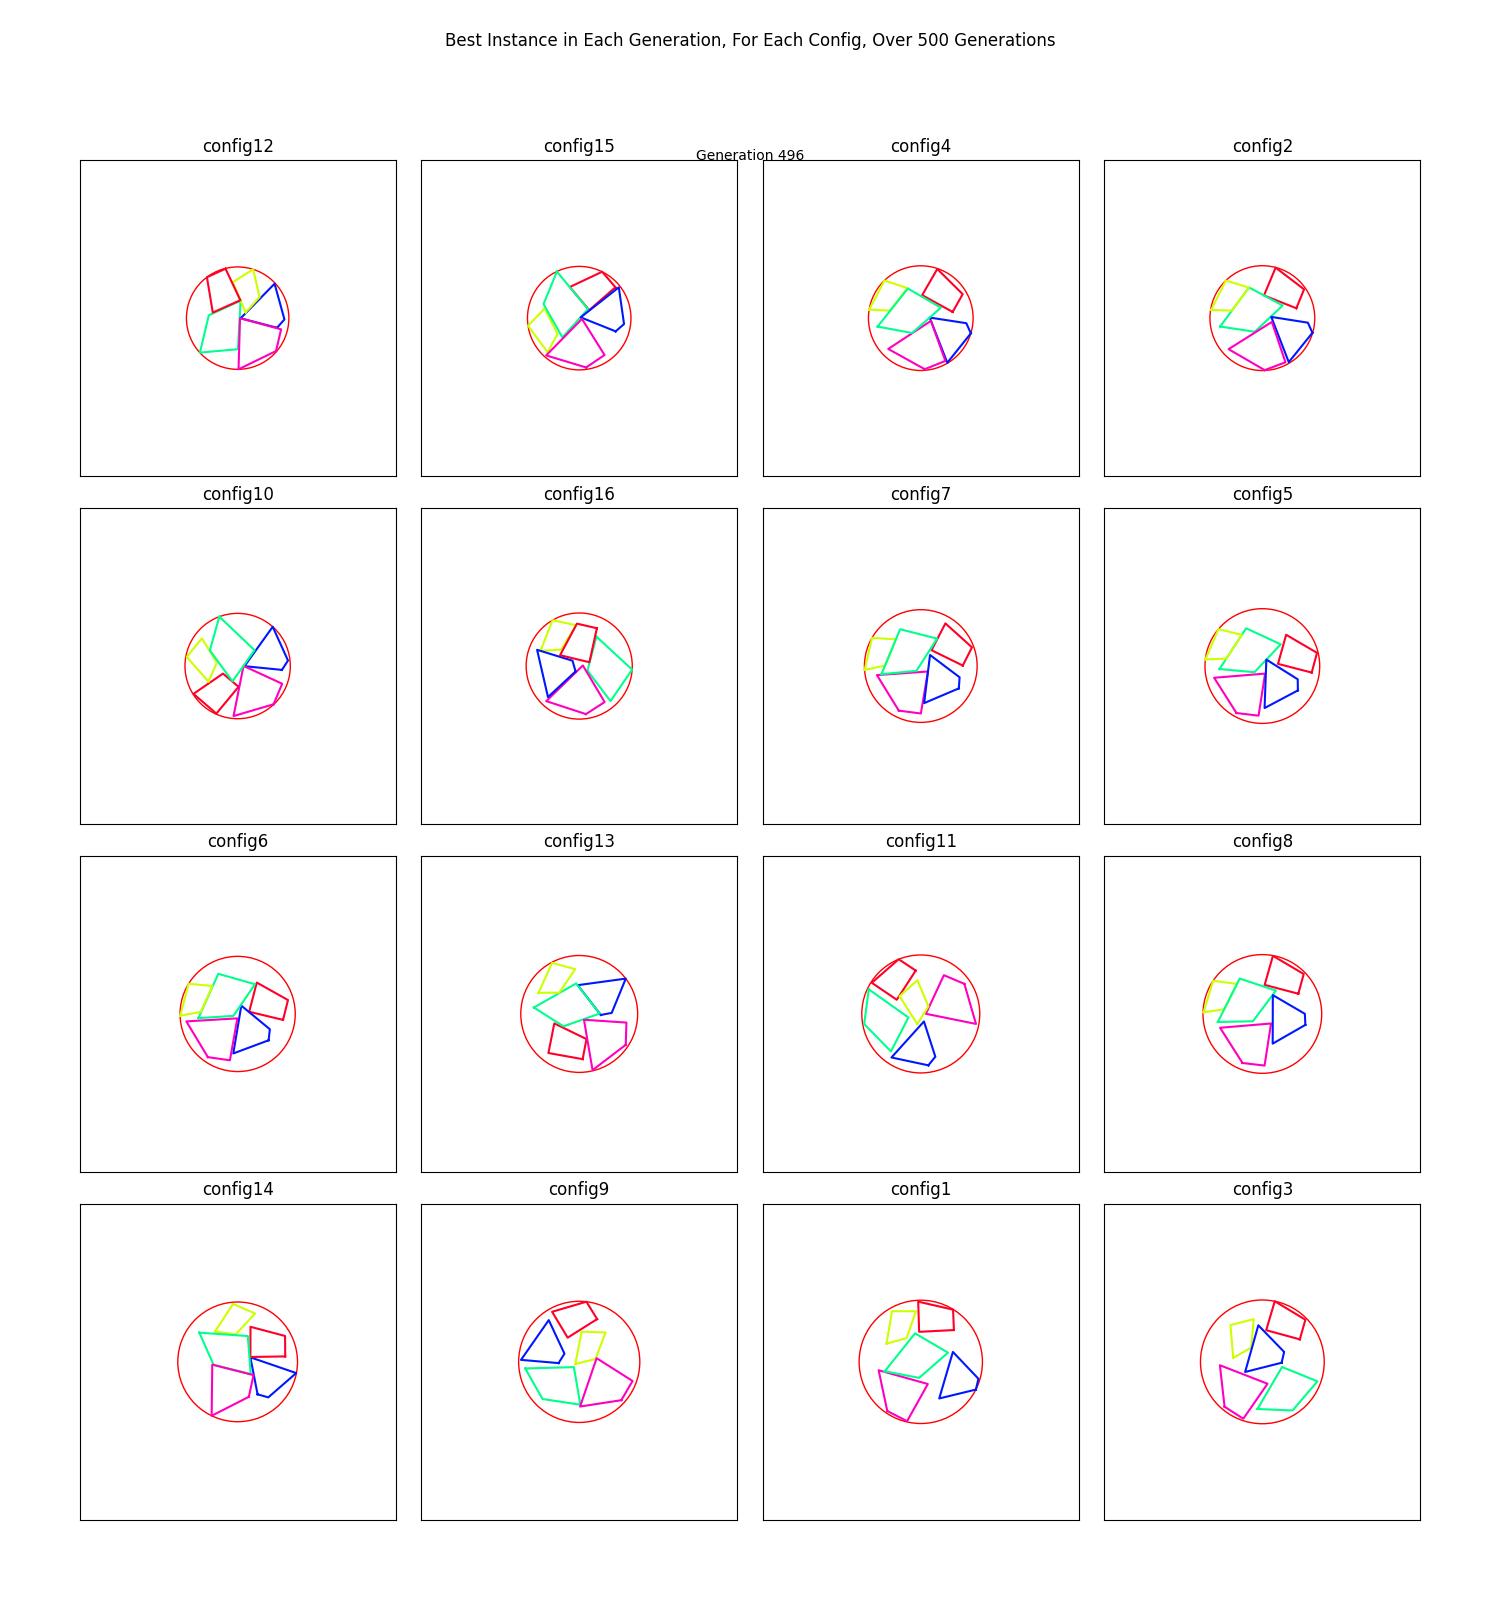 Best Instance in Each Generation, For Each Config, Over 500 Generations
Generation 496
config12
config15
config4
config2
config10
config16
config7
config5
config6
config13
config11
config8
config14
config9
config1
config3